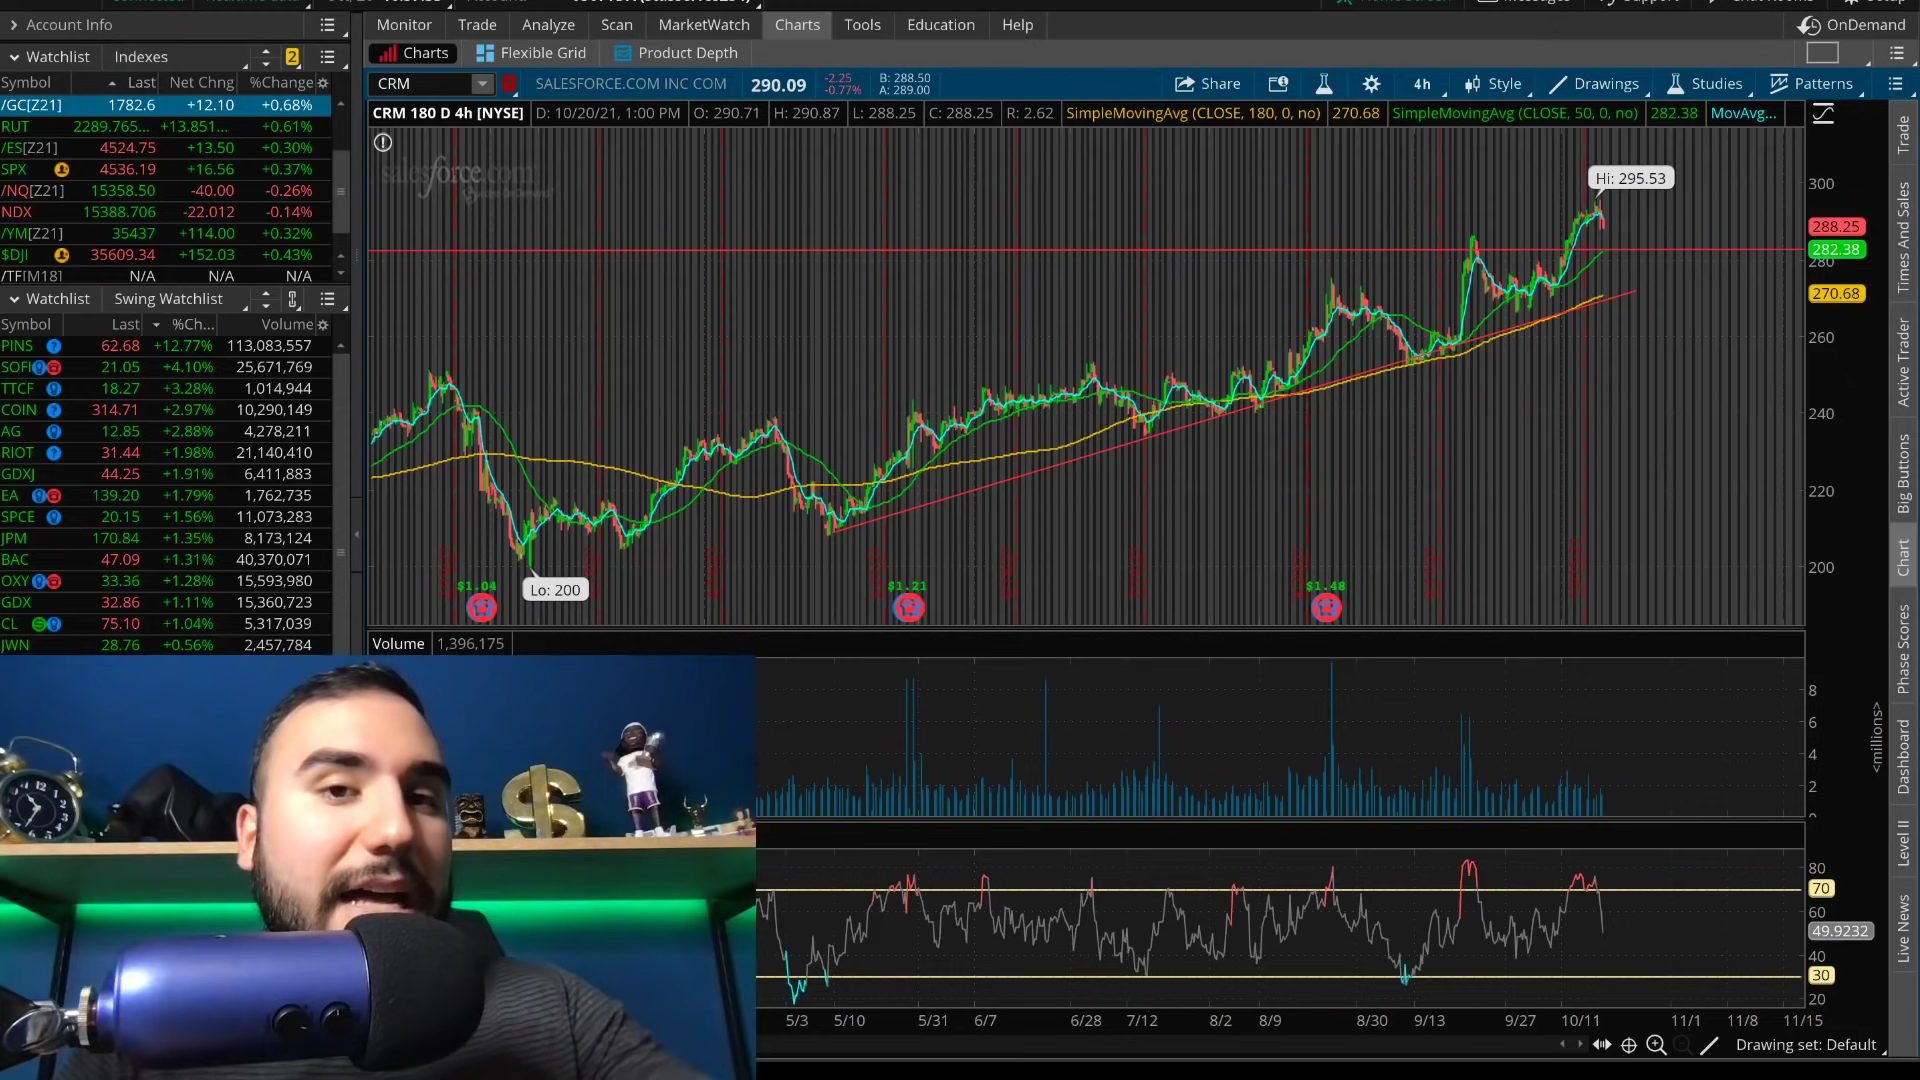 Monitor Trade Analyze Scan MarketWatch Charts Tools Education Help OnDemand
Account Info
Charts Flexible Grid Product Depth
Watchlist Indexes 2
Symbol Last Net Chng %Change
/GC[Z21] 1782.6 +12.10 +0.68%
RUT 2289.765... +13.851... +0.61%
/ES[Z21] 4524.75 +13.50 +0.30%
SPX 4536.19 +16.56 +0.37%
/NQ[Z21] 15358.50 -40.00 -0.26%
NDX 15388.706 -22.012 -0.14%
/YM[Z21] 35437 +114.00 +0.32%
$DJI 35609.34 +152.03 +0.43%
/TF[M18] N/A N/A N/A
Watchlist Swing Watchlist
Symbol Last %Ch... Volume
PINS 62.68 +12.77% 113,083,557
SOFI 21.05 +4.10% 25,671,769
TTCF 18.27 +3.28% 1,014,944
COIN 314.71 +2.97% 10,290,149
AG 12.85 +2.88% 4,278,211
RIOT 31.44 +1.98% 21,140,410
GDXJ 44.25 +1.91% 6,411,883
EA 139.20 +1.79% 1,762,735
SPCE 20.15 +1.56% 11,073,283
JPM 170.84 +1.35% 8,173,124
BAC 47.09 +1.31% 40,370,071
OXY 33.36 +1.28% 15,593,980
GDX 32.86 +1.11% 15,360,723
CL 75.10 +1.04% 5,317,039
JWN 28.76 +0.56% 2,457,784
CRM SALESFORCE.COM INC COM 290.09 -2.25 -0.77% B: 288.50 A: 289.00 Share 4h Style Drawings Studies Patterns
CRM 180 D 4h [NYSE] D: 10/20/21, 1:00 PM O: 290.71 H: 290.87 L: 288.25 C: 288.25 R: 2.62 SimpleMovingAvg (CLOSE, 180, 0, no) 270.68 SimpleMovingAvg (CLOSE, 50, 0, no) 282.38 MovAvg...
salesforce.com
Hi: 295.53
300
288.25
282.38
280
270.68
260
240
220
200
$1.04 Lo: 200 $1.21 $1.48
Volume 1,396,175
8
6
4
2
<millions>
80
70
60
49.9232
40
30
20
5/3 5/10 5/31 6/7 6/28 7/12 8/2 8/9 8/30 9/13 9/27 10/11 11/1 11/8 11/15
Drawing set: Default
Trade
Times And Sales
Active Trader
Big Buttons
Chart
Phase Scores
Dashboard
Level II
Live News